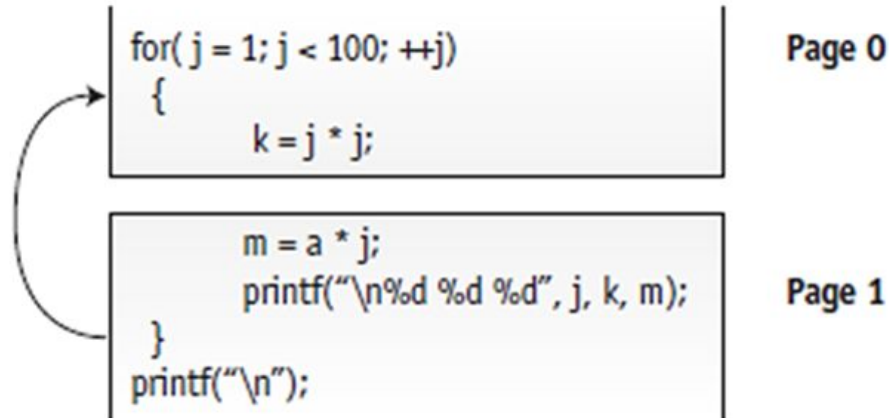 for( j = 1; j < 100; ++j)
Page 0
{
k = j * j;
m = a * j;
printf(“\n%d %d %d”, j, k, m);
Page 1
}
printf(“\n”);